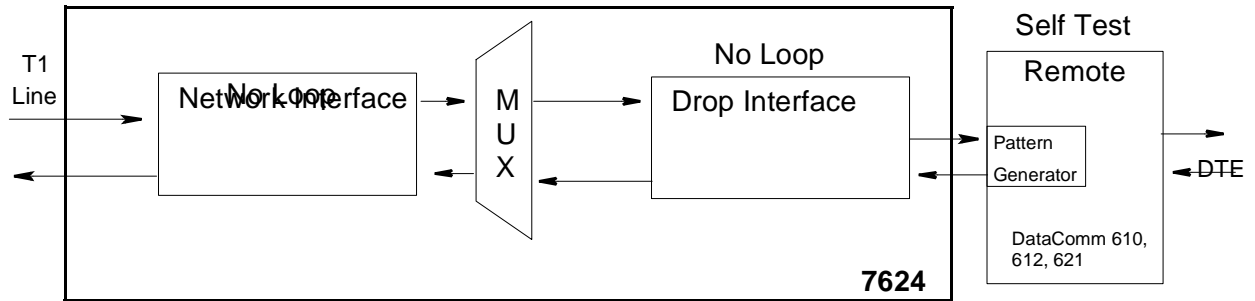 Self Test
T1
Line
No Loop
Network Interface
M
U
X
No Loop
Drop Interface
Remote
Pattern
Generator
DTE
DataComm 610,
612, 621
7624